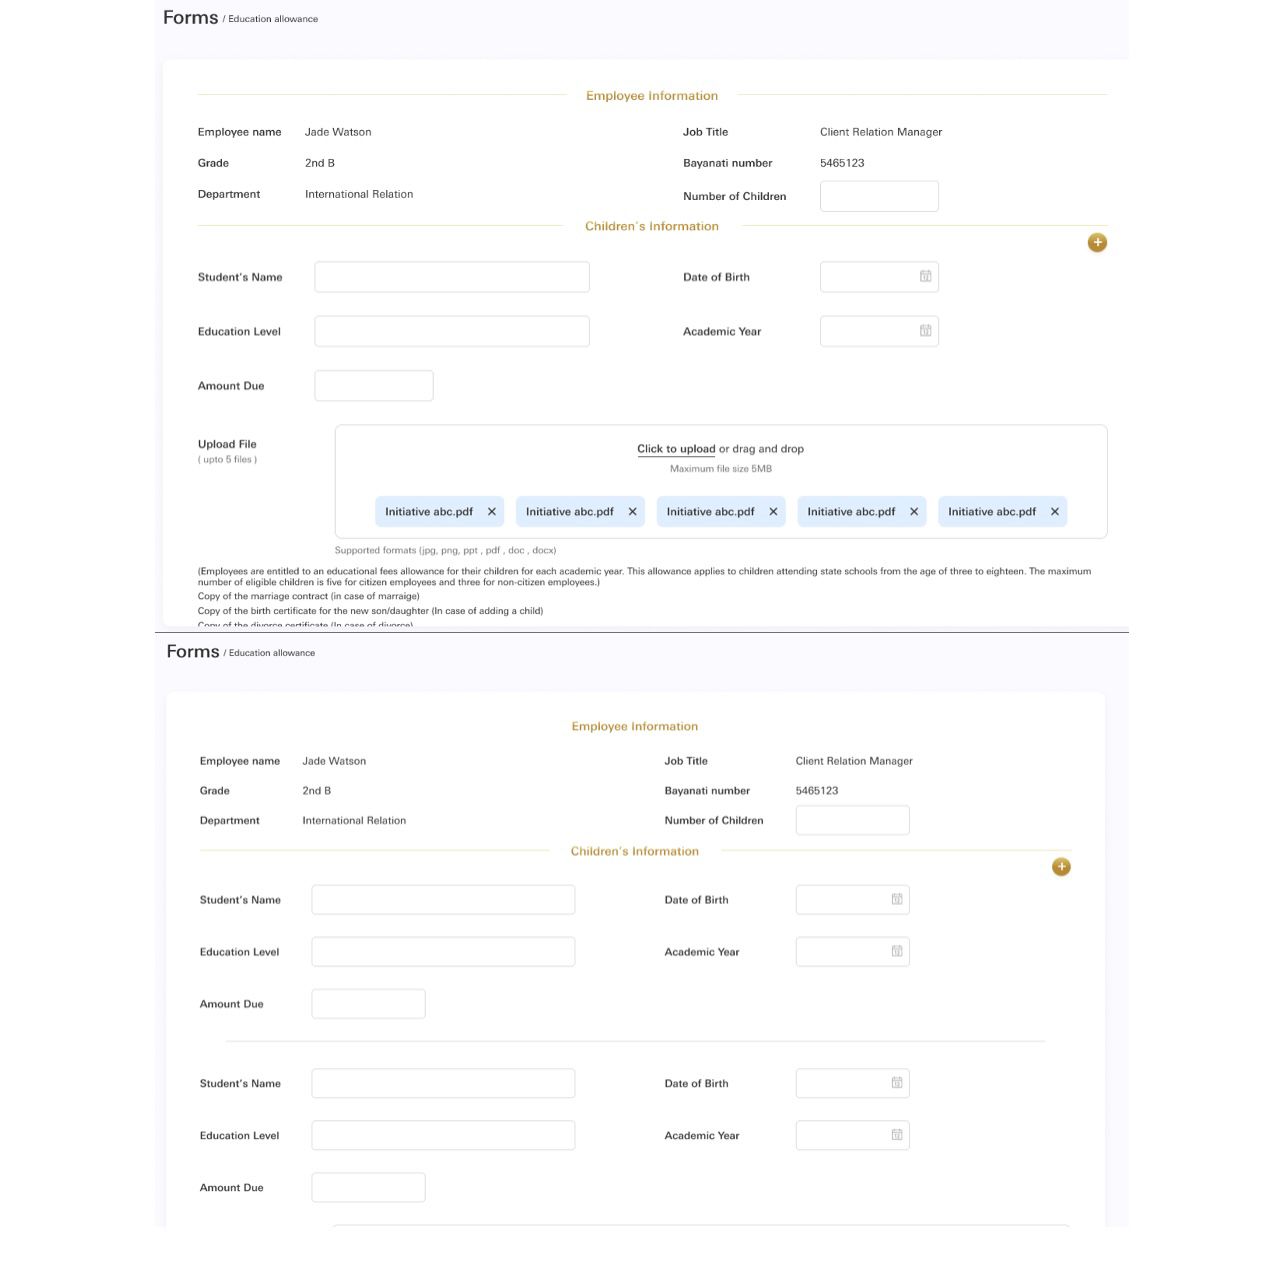 Forms / Education allowance
Employee Information
Employee name Jade Watson Job Title Client Relation Manager
Grade 2nd B Bayanati number 5465123
Department International Relation Number of Children
Children's Information
+
Student's Name Date of Birth
Education Level Academic Year
Amount Due
Upload File
( upto 5 files )
Click to upload or drag and drop
Maximum file size 5MB
Initiative abc.pdf × Initiative abc.pdf × Initiative abc.pdf × Initiative abc.pdf × Initiative abc.pdf ×
Supported formats (jpg, png, ppt , pdf , doc , docx)
(Employees are entitled to an educational fees allowance for their children for each academic year. This allowance applies to children attending state schools from the age of three to eighteen. The maximum
number of eligible children is five for citizen employees and three for non-citizen employees.)
Copy of the marriage contract (in case of marraige)
Copy of the birth certificate for the new son/daughter (In case of adding a child)
Copy of the divorce certificate (In case of divorce)
Forms / Education allowance
Employee Information
Employee name Jade Watson Job Title Client Relation Manager
Grade 2nd B Bayanati number 5465123
Department International Relation Number of Children
Children's Information
+
Student's Name Date of Birth
Education Level Academic Year
Amount Due
Student's Name Date of Birth
Education Level Academic Year
Amount Due